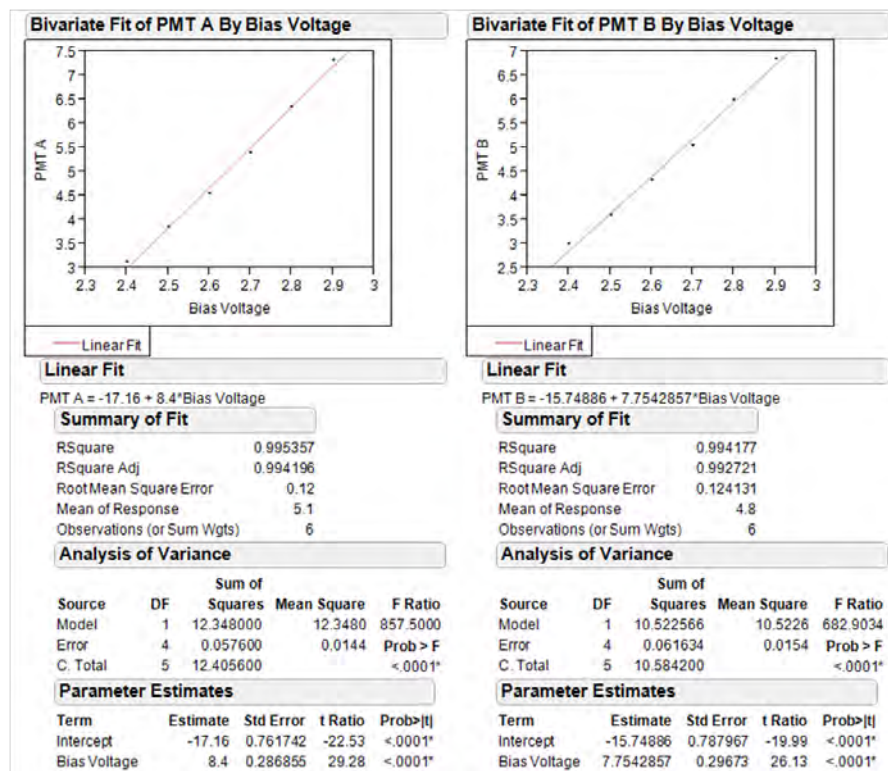 Bivariate Fit of PMT A By Bias Voltage
7.5
7
6.5
6
5.5
5
4.5
4
3.5
3
PMT A
2.3 2.4 2.5 2.6 2.7 2.8 2.9 3
Bias Voltage
Linear Fit
Linear Fit
PMT A = -17.16 + 8.4*Bias Voltage
Summary of Fit
RSquare 0.995357
RSquare Adj 0.994196
Root Mean Square Error 0.12
Mean of Response 5.1
Observations (or Sum Wgts) 6
Analysis of Variance
Sum of
Source DF Squares Mean Square F Ratio
Model 1 12.348000 12.3480 857.5000
Error 4 0.057600 0.0144 Prob > F
C. Total 5 12.405600 <.0001*
Parameter Estimates
Term Estimate Std Error t Ratio Prob>|t|
Intercept -17.16 0.761742 -22.53 <.0001*
Bias Voltage 8.4 0.286855 29.28 <.0001*
Bivariate Fit of PMT B By Bias Voltage
7
6.5
6
5.5
5
4.5
4
3.5
3
2.5
PMT B
2.3 2.4 2.5 2.6 2.7 2.8 2.9 3
Bias Voltage
Linear Fit
Linear Fit
PMT B = -15.74886 + 7.7542857*Bias Voltage
Summary of Fit
RSquare 0.994177
RSquare Adj 0.992721
Root Mean Square Error 0.124131
Mean of Response 4.8
Observations (or Sum Wgts) 6
Analysis of Variance
Sum of
Source DF Squares Mean Square F Ratio
Model 1 10.522566 10.5226 682.9034
Error 4 0.061634 0.0154 Prob > F
C. Total 5 10.584200 <.0001*
Parameter Estimates
Term Estimate Std Error t Ratio Prob>|t|
Intercept -15.74886 0.787967 -19.99 <.0001*
Bias Voltage 7.7542857 0.29673 26.13 <.0001*